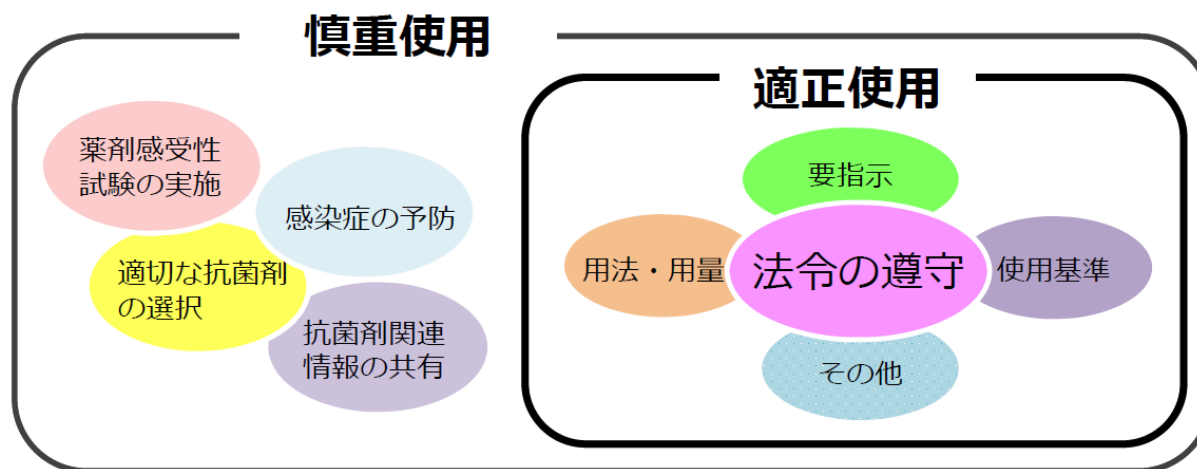 慎重使用
適正使用
薬剤感受性
試験の実施
感染症の予防
適切な抗菌剤
の選択
抗菌剤関連
情報の共有
要指示
用法・用量
法令の遵守
使用基準
その他